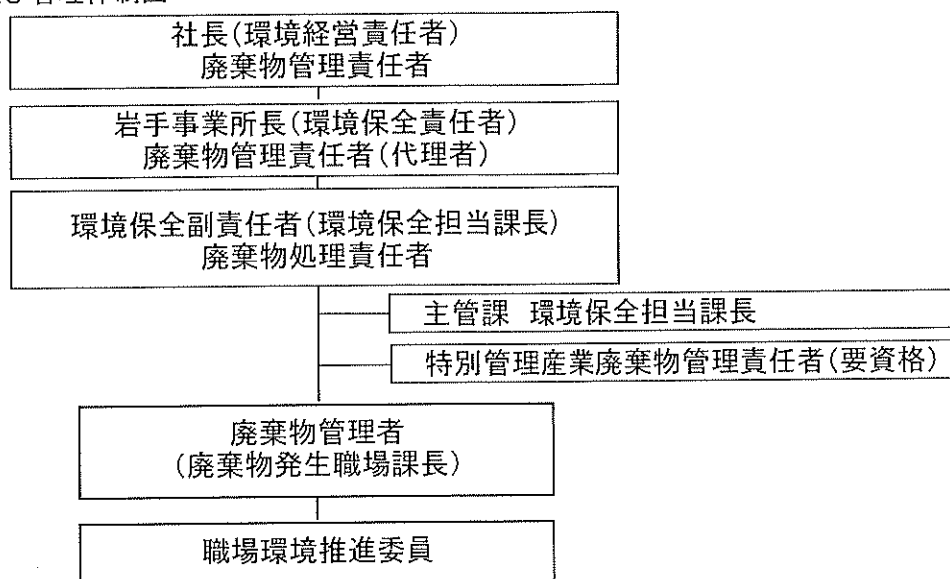 管理体制図
社長(環境経営責任者)
廃棄物管理責任者
岩手事業所長(環境保全責任者)
廃棄物管理責任者(代理者)
環境保全副責任者(環境保全担当課長)
廃棄物処理責任者
主管課 環境保全担当課長
特別管理産業廃棄物管理責任者(要資格)
廃棄物管理者
(廃棄物発生職場課長)
職場環境推進委員